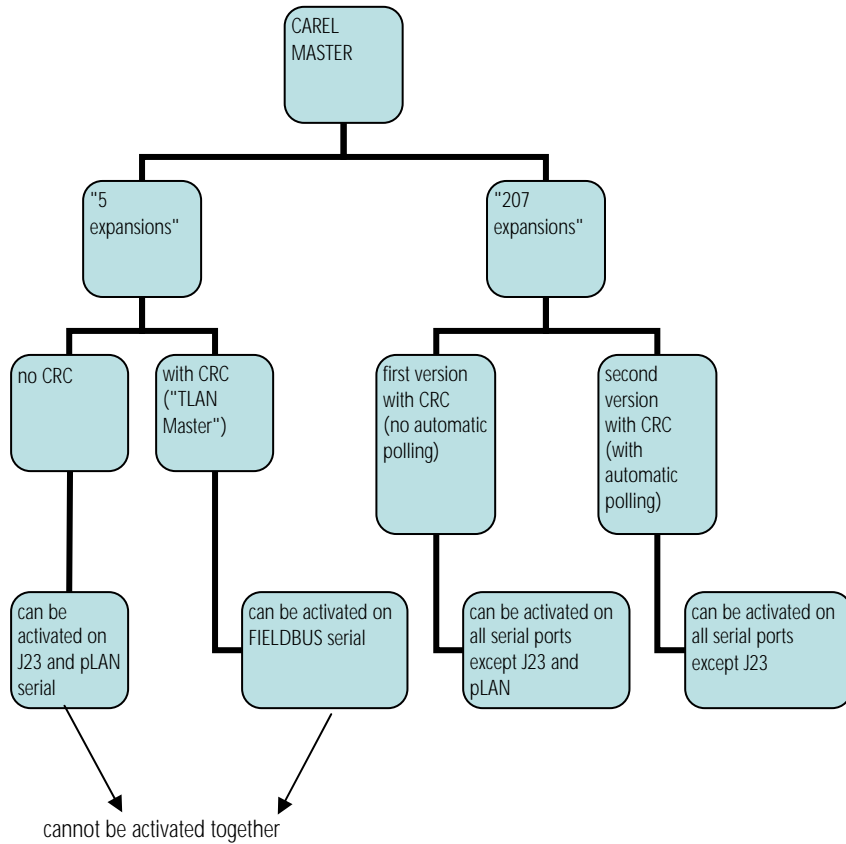 CAREL
MASTER
"5
expansions"
"207
expansions"
no CRC
with CRC
("TLAN
Master")
first version
with CRC
(no automatic
polling)
second
version
with CRC
(with
automatic
polling)
can be
activated on
J23 and pLAN
serial
can be activated on
FIELDBUS serial
can be activated on
all serial ports
except J23 and
pLAN
can be activated on
all serial ports
except J23
cannot be activated together